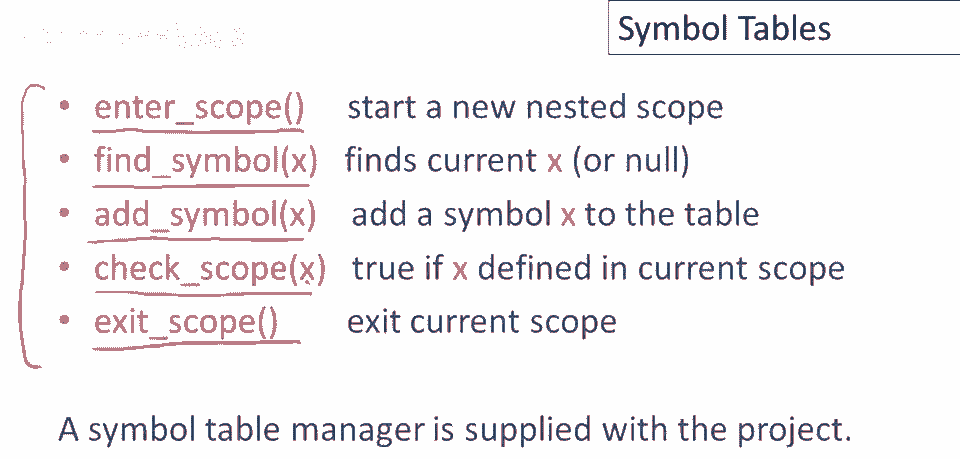 Symbol Tables
• enter_scope() start a new nested scope
• find_symbol(x) finds current x (or null)
• add_symbol(x) add a symbol x to the table
• check_scope(x) true if x defined in current scope
• exit_scope() exit current scope
A symbol table manager is supplied with the project.